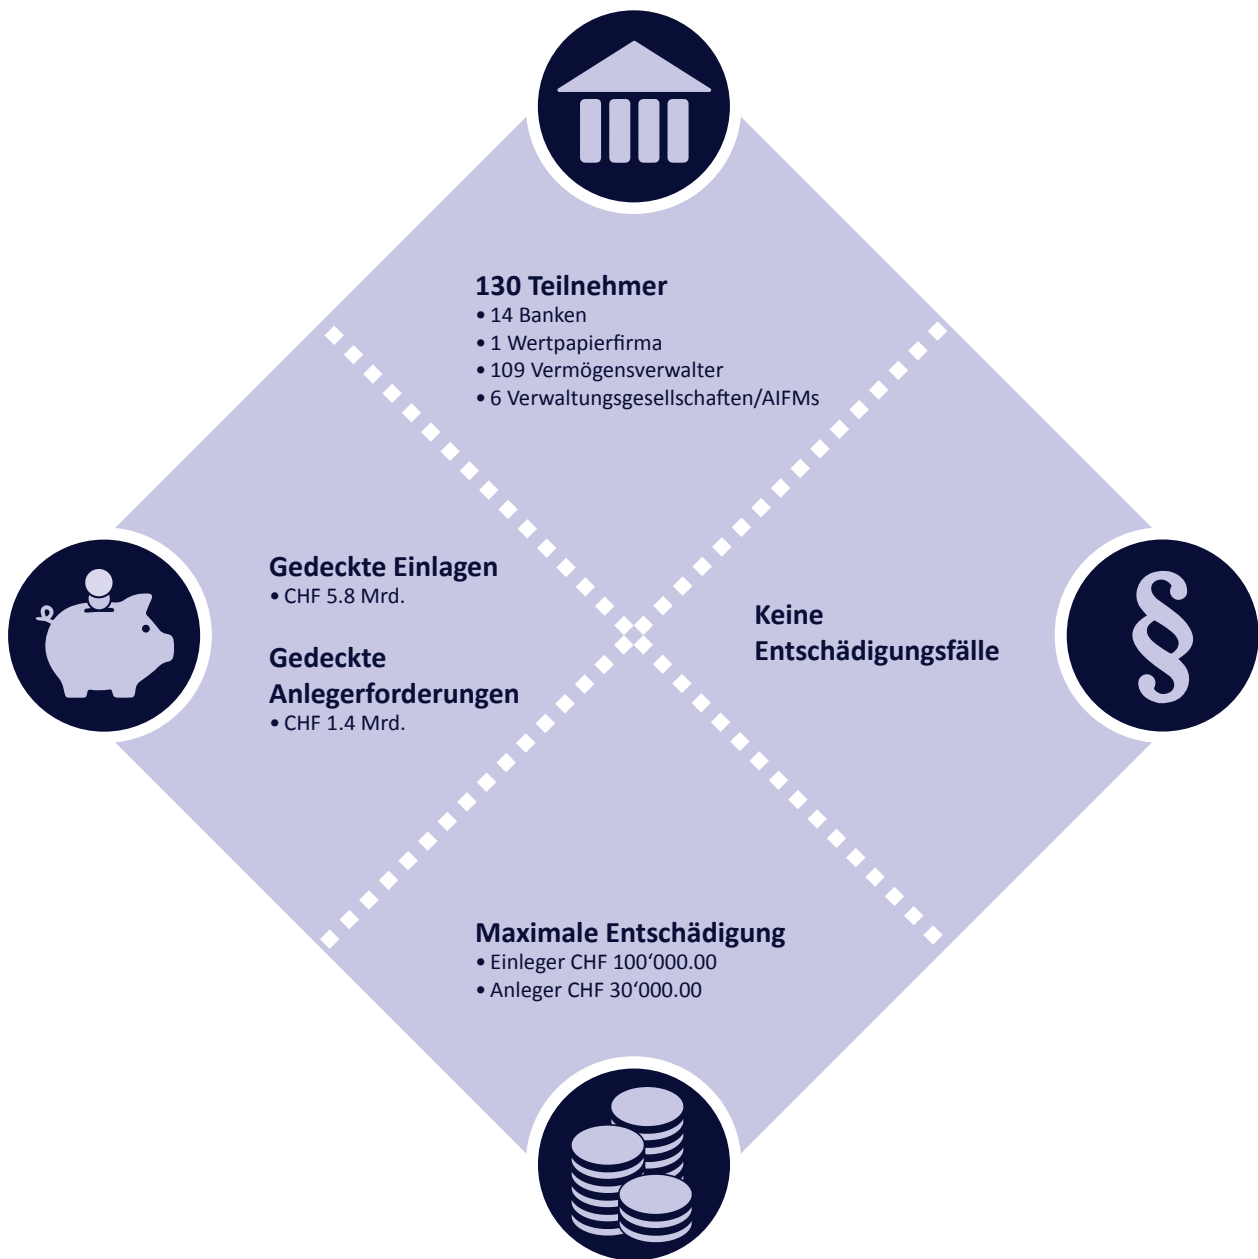 130 Teilnehmer
• 14 Banken
• 1 Wertpapierfirma
• 109 Vermögensverwalter
• 6 Verwaltungsgesellschaften/AIFMs
Gedeckte Einlagen
• CHF 5.8 Mrd.
Gedeckte
Anlegerforderungen
• CHF 1.4 Mrd.
Keine
Entschädigungsfälle
§
Maximale Entschädigung
• Einleger CHF 100‘000.00
• Anleger CHF 30‘000.00